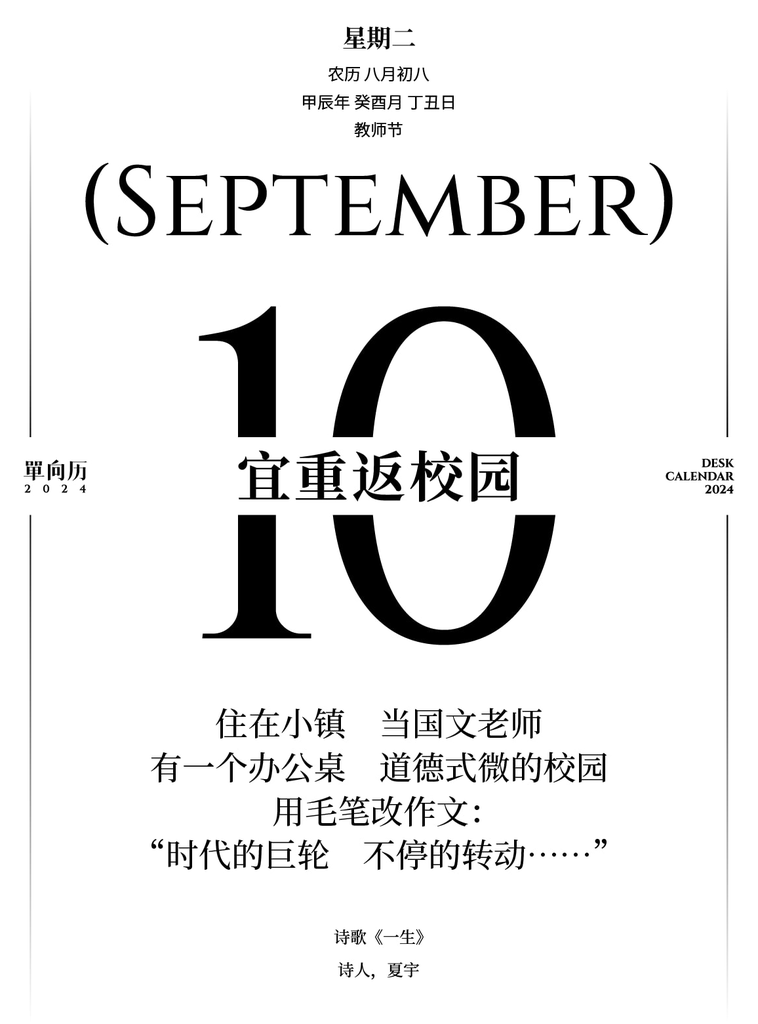 星期二
农历 八月初八
甲辰年 癸酉月 丁丑日
教师节
(SEPTEMBER)
10
宜重返校园
單向历
2024
DESK
CALENDAR
2024
住在小镇　当国文老师
有一个办公桌　道德式微的校园
用毛笔改作文：
“时代的巨轮　不停的转动……”
诗歌《一生》
诗人，夏宇